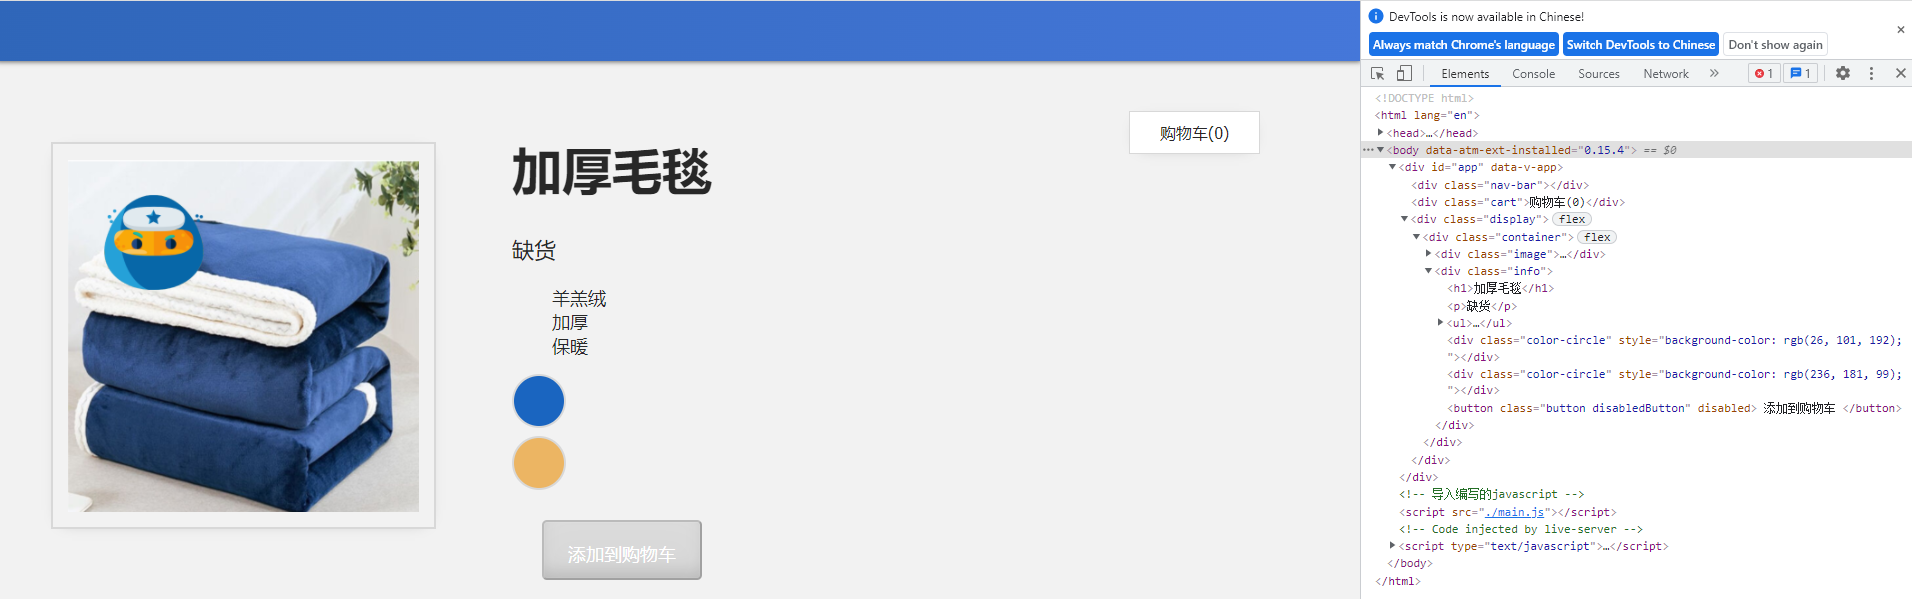 购物车(0)
加厚毛毯
缺货
羊羔绒
加厚
保暖
添加到购物车
DevTools is now available in Chinese!
Always match Chrome's language
Switch DevTools to Chinese
Don't show again
Elements
Console
Sources
Network
1
1
<!DOCTYPE html>
<html lang="en">
<head>…</head>
<body data-atm-ext-installed="0.15.4"> == $0
<div id="app" data-v-app>
<div class="nav-bar"></div>
<div class="cart">购物车(0)</div>
<div class="display"> flex
<div class="container"> flex
<div class="image">…</div>
<div class="info">
<h1>加厚毛毯</h1>
<p>缺货</p>
<ul>…</ul>
<div class="color-circle" style="background-color: rgb(26, 101, 192);
"></div>
<div class="color-circle" style="background-color: rgb(236, 181, 99);
"></div>
<button class="button disabledButton" disabled> 添加到购物车 </button>
</div>
</div>
</div>
</div>
<!-- 导入编写的javascript -->
<script src="./main.js"></script>
<!-- Code injected by live-server -->
<script type="text/javascript">…</script>
</body>
</html>